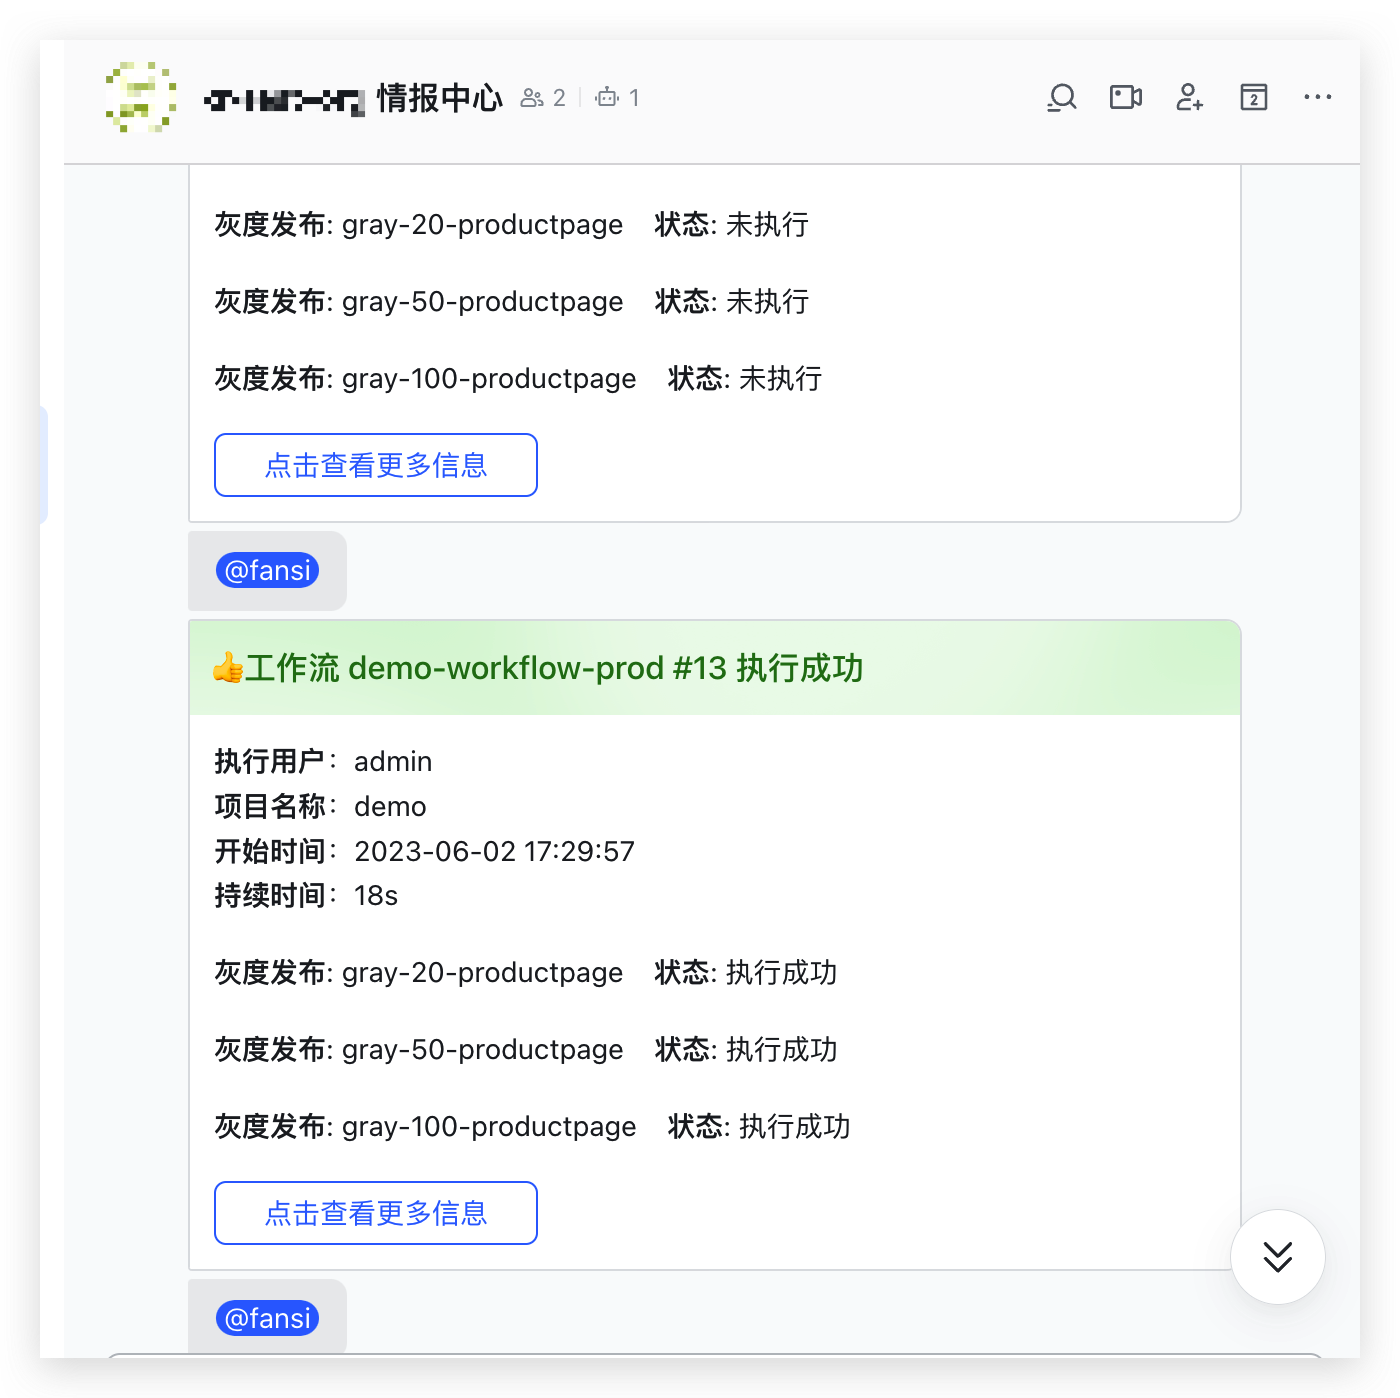 情报中心 2 1
2
灰度发布: gray-20-productpage 状态: 未执行
灰度发布: gray-50-productpage 状态: 未执行
灰度发布: gray-100-productpage 状态: 未执行
点击查看更多信息
@fansi
👍工作流 demo-workflow-prod #13 执行成功
执行用户： admin
项目名称： demo
开始时间： 2023-06-02 17:29:57
持续时间： 18s
灰度发布: gray-20-productpage 状态: 执行成功
灰度发布: gray-50-productpage 状态: 执行成功
灰度发布: gray-100-productpage 状态: 执行成功
点击查看更多信息
@fansi